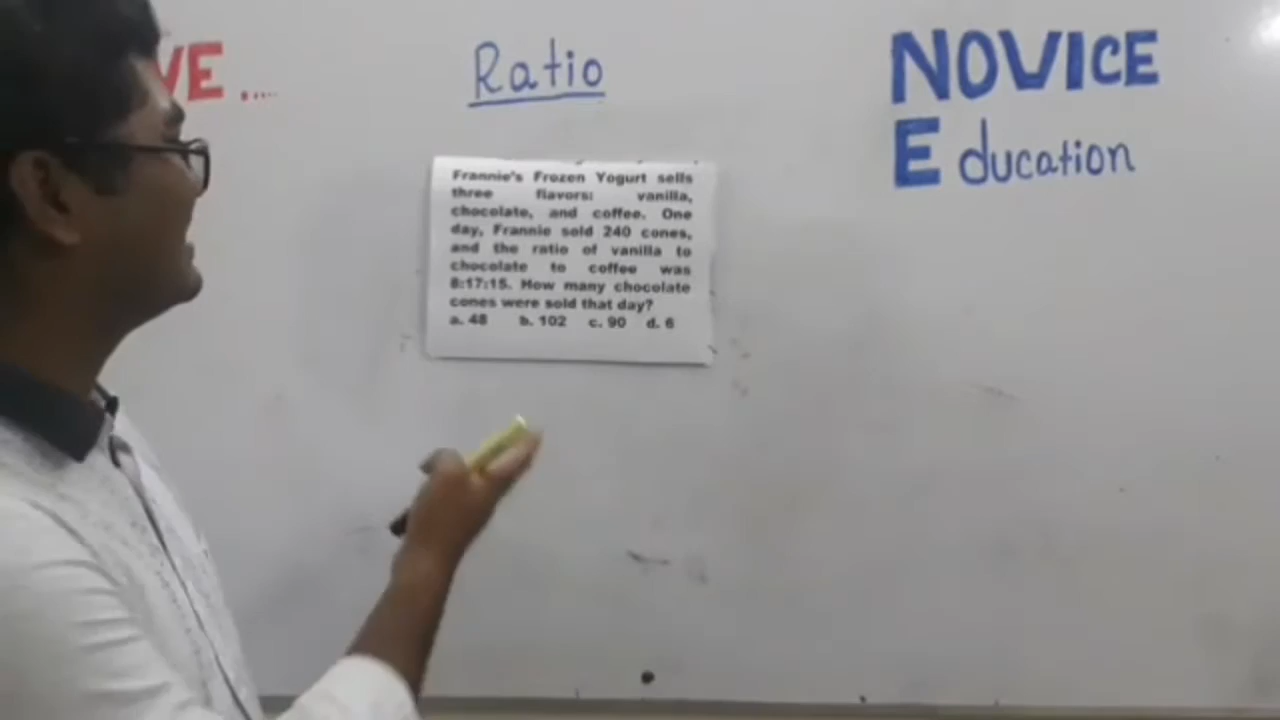 VE ....
Ratio
NOVICE
Education
Frannie's Frozen Yogurt sells
three flavors: vanilla,
chocolate, and coffee. One
day, Frannie sold 240 cones,
and the ratio of vanilla to
chocolate to coffee was
8:17:15. How many chocolate
cones were sold that day?
a. 48 b. 102 c. 90 d. 6